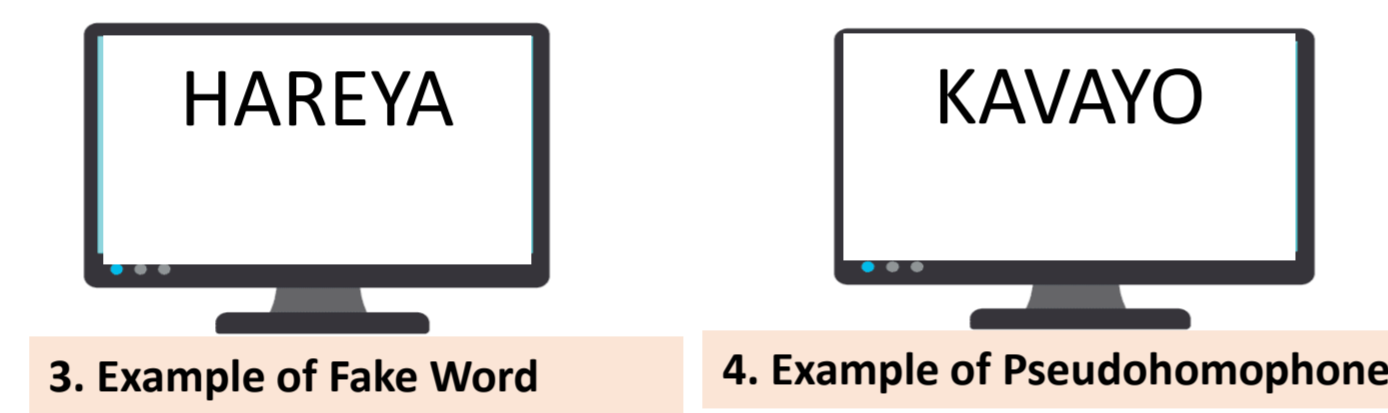 HAREYA
3. Example of Fake Word
KAVAYO
4. Example of Pseudohomophone